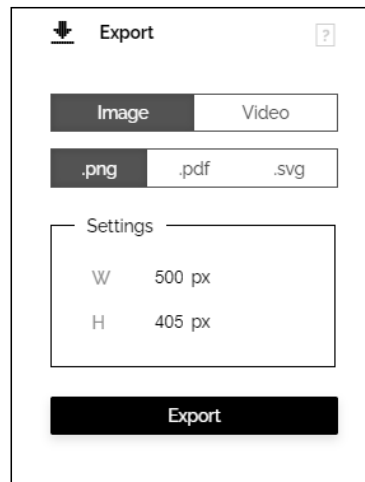 Export ?
Image Video
.png .pdf .svg
Settings
W 500 px
H 405 px
Export